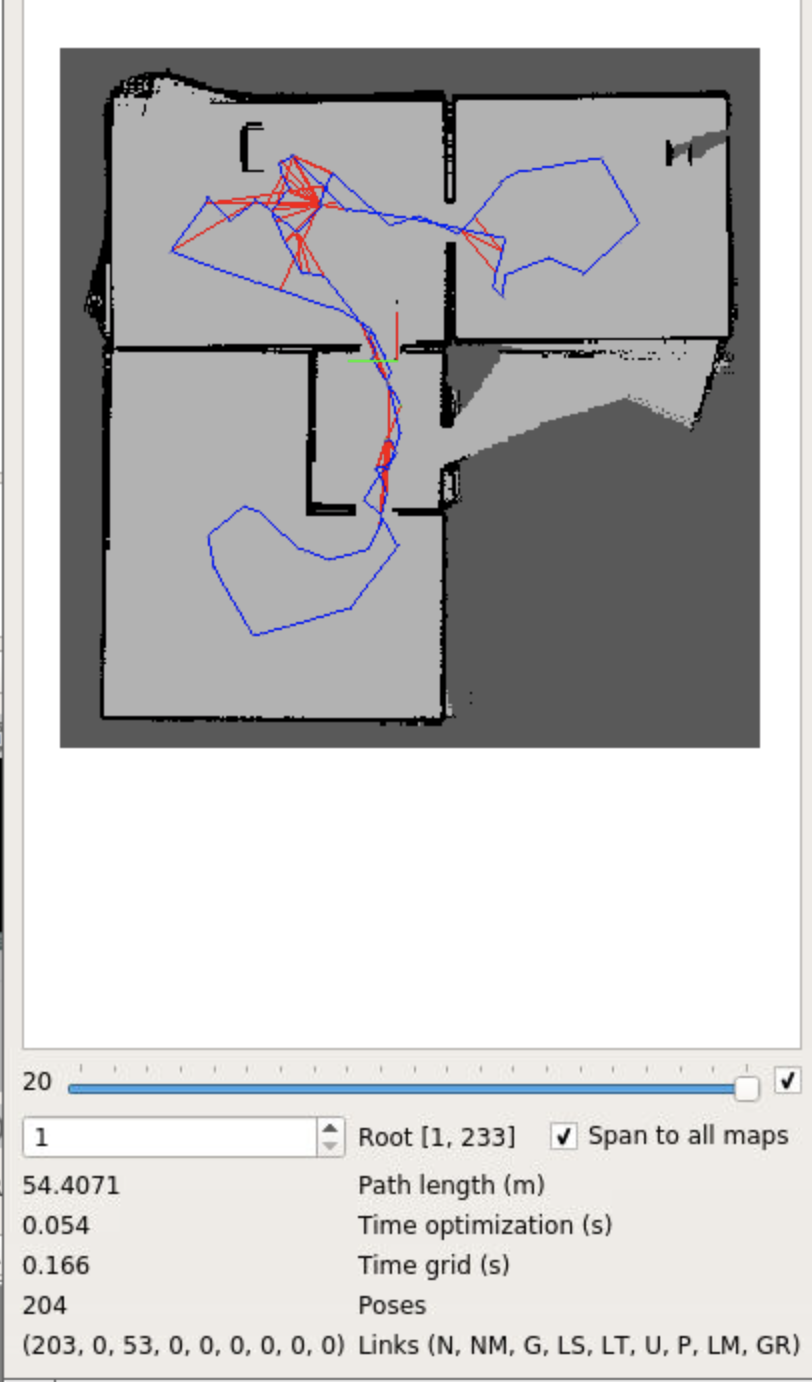 20
1 Root [1, 233] Span to all maps
54.4071 Path length (m)
0.054 Time optimization (s)
0.166 Time grid (s)
204 Poses
(203, 0, 53, 0, 0, 0, 0, 0, 0) Links (N, NM, G, LS, LT, U, P, LM, GR)